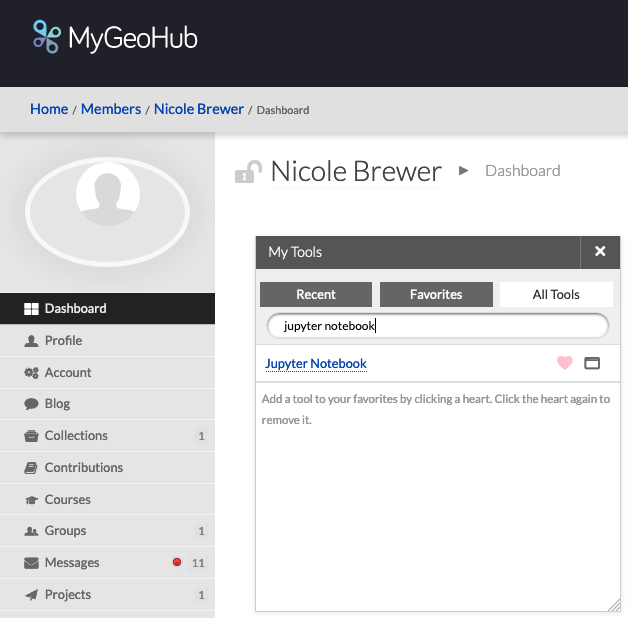 MyGeoHub
Home / Members / Nicole Brewer / Dashboard
Nicole Brewer ▸ Dashboard
Dashboard
Profile
Account
Blog
Collections 1
Contributions
Courses
Groups 1
Messages 11
Projects 1
My Tools
Recent Favorites All Tools
jupyter notebook
Jupyter Notebook
Add a tool to your favorites by clicking a heart. Click the heart again to
remove it.